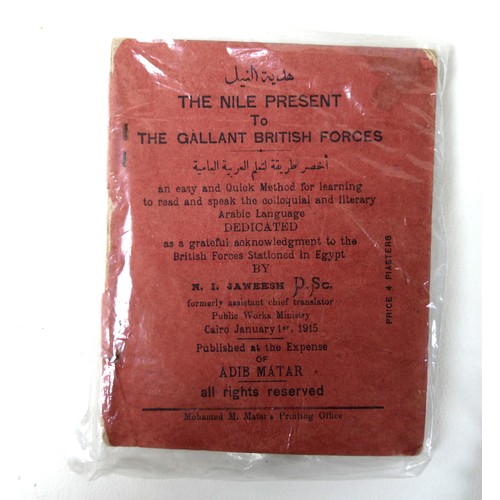 هدية النيل
THE NILE PRESENT
To
THE GALLANT BRITISH FORCES
أخصر طريقة لتعلم العربية العامية
an easy and Quick Method for learning
to read and speak the colloquial and literary
Arabic Language
DEDICATED
as a grateful acknowledgment to the
British Forces Stationed in Egypt
BY
N. I. JAWEESH D. Sc.
formerly assistant chief translator
Public Works Ministry
Cairo January 1st, 1915
Published at the Expense
OF
ADIB MATAR
all rights reserved
Mohamed M. Matar's Printing Office
PRICE 4 PIASTERS